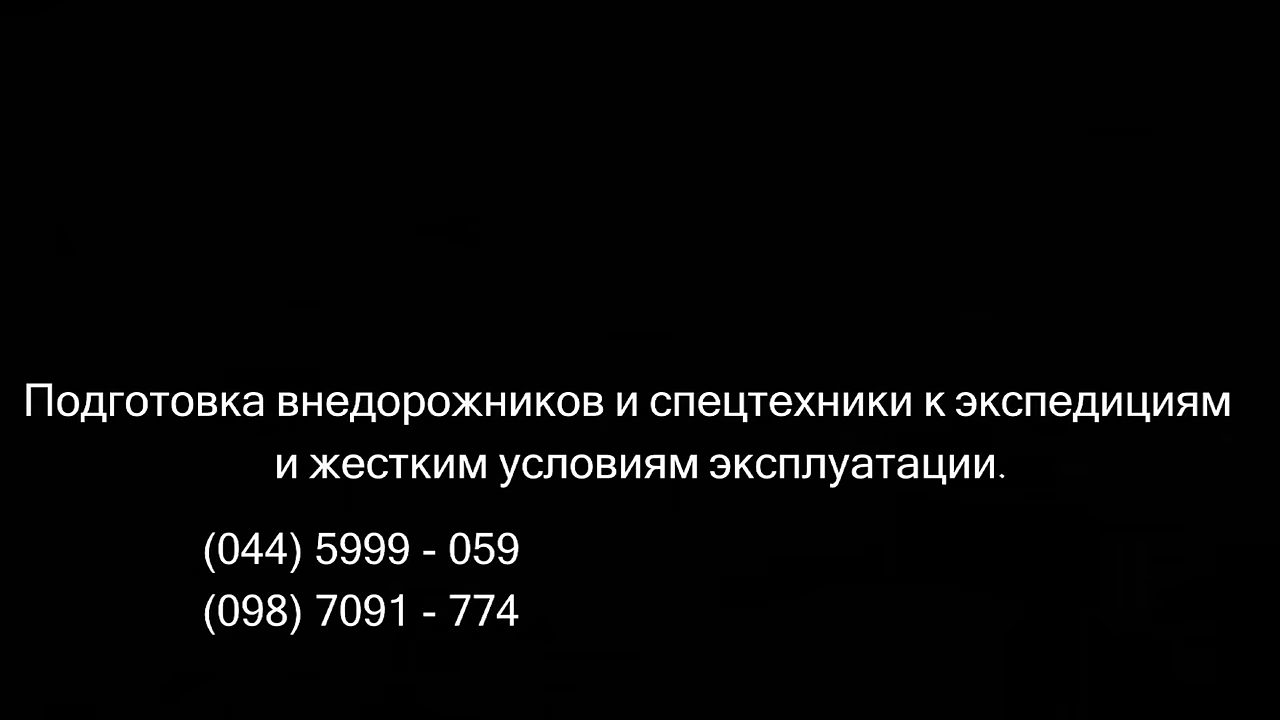 Подготовка внедорожников и спецтехники к экспедициям
и жестким условиям эксплуатации.
(044) 5999 - 059
(098) 7091 - 774